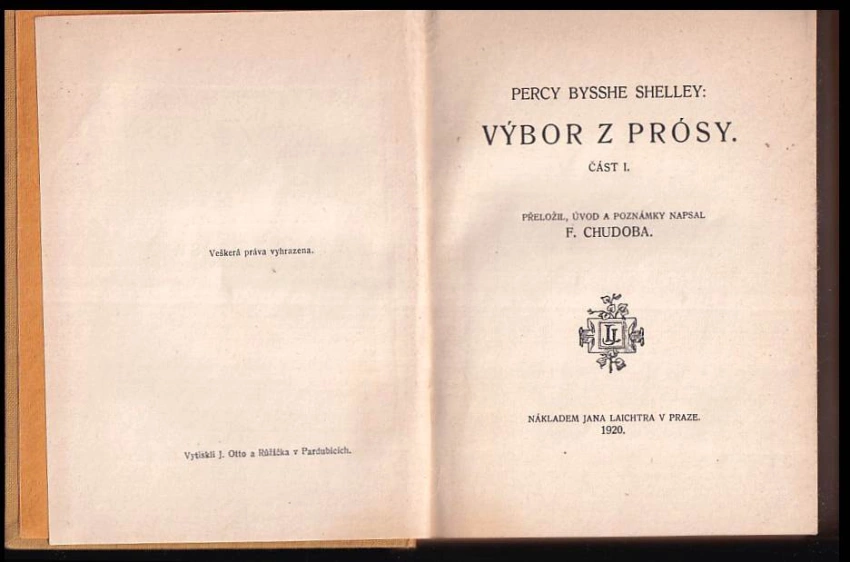 Veškerá práva vyhrazena.
Vytiskli J. Otto a Růžička v Pardubicích.
PERCY BYSSHE SHELLEY:
VÝBOR Z PRÓSY.
ČÁST I.
PŘELOŽIL, ÚVOD A POZNÁMKY NAPSAL
F. CHUDOBA.
JL
NÁKLADEM JANA LAICHTRA V PRAZE.
1920.